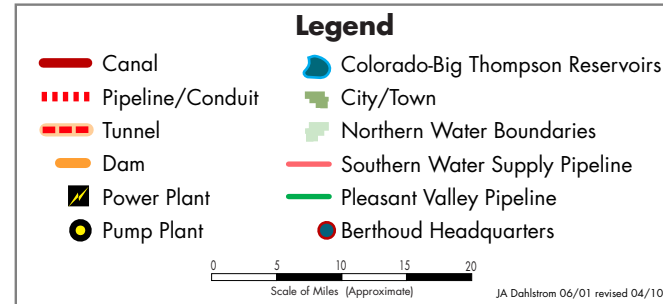 Legend
Canal
Pipeline/Conduit
Tunnel
Dam
Power Plant
Pump Plant
Colorado-Big Thompson Reservoirs
City/Town
Northern Water Boundaries
Southern Water Supply Pipeline
Pleasant Valley Pipeline
Berthoud Headquarters
0 5 10 15 20
Scale of Miles (Approximate)
JA Dahlstrom 06/01 revised 04/10